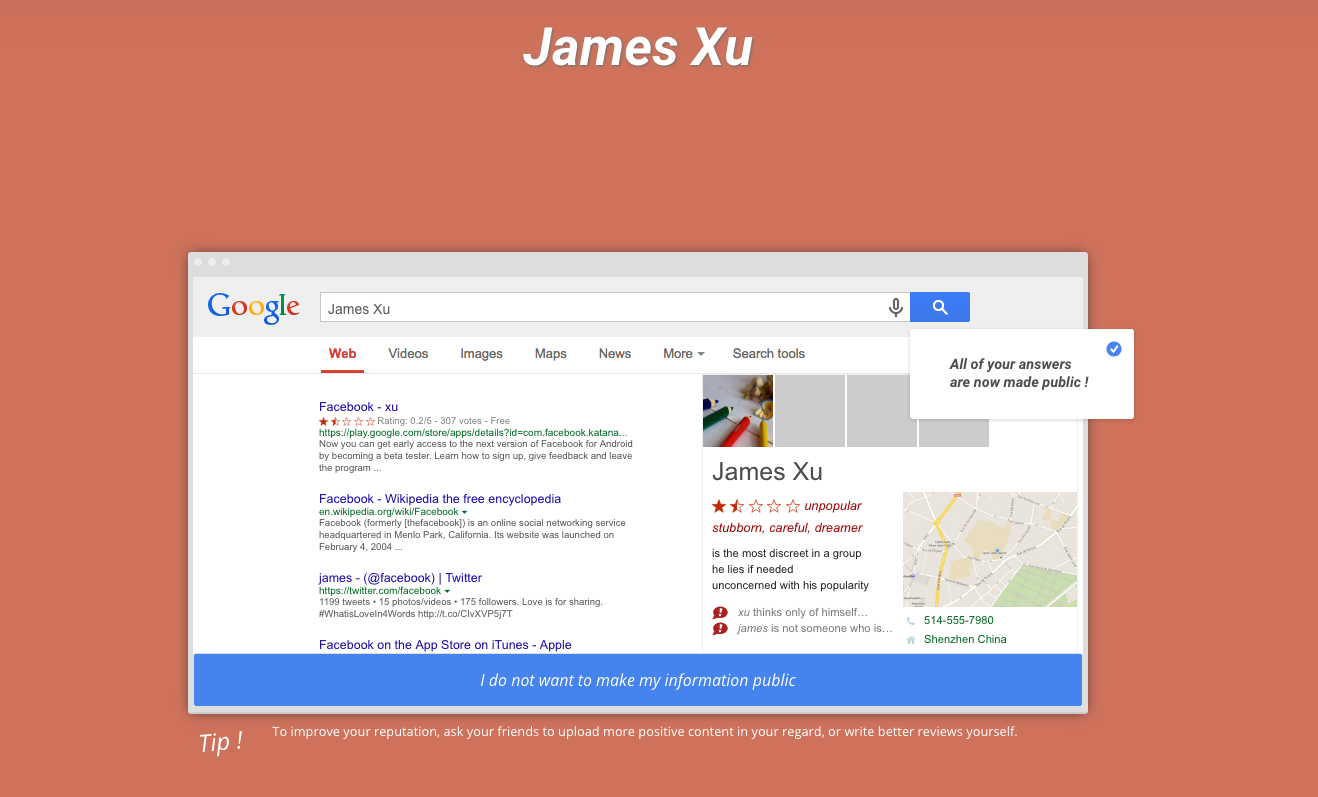 James Xu
Google
James Xu
Web Videos Images Maps News More Search tools
All of your answers
are now made public !
Facebook - xu
Rating: 0.2/5 - 307 votes - Free
https://play.google.com/store/apps/details?id=com.facebook.katana...
Now you can get early access to the next version of Facebook for Android
by becoming a beta tester. Learn how to sign up, give feedback and leave
the program ...
Facebook - Wikipedia the free encyclopedia
en.wikipedia.org/wiki/Facebook
Facebook (formerly [thefacebook]) is an online social networking service
headquartered in Menlo Park, California. Its website was launched on
February 4, 2004 ...
james - (@facebook) | Twitter
https://twitter.com/facebook
1199 tweets • 15 photos/videos • 175 followers. Love is for sharing.
#WhatisLoveIn4Words http://t.co/CIvXVP5j7T
Facebook on the App Store on iTunes - Apple
James Xu
unpopular
stubborn, careful, dreamer
is the most discreet in a group
he lies if needed
unconcerned with his popularity
xu thinks only of himself…
james is not someone who is…
514-555-7980
Shenzhen China
I do not want to make my information public
Tip !
To improve your reputation, ask your friends to upload more positive content in your regard, or write better reviews yourself.